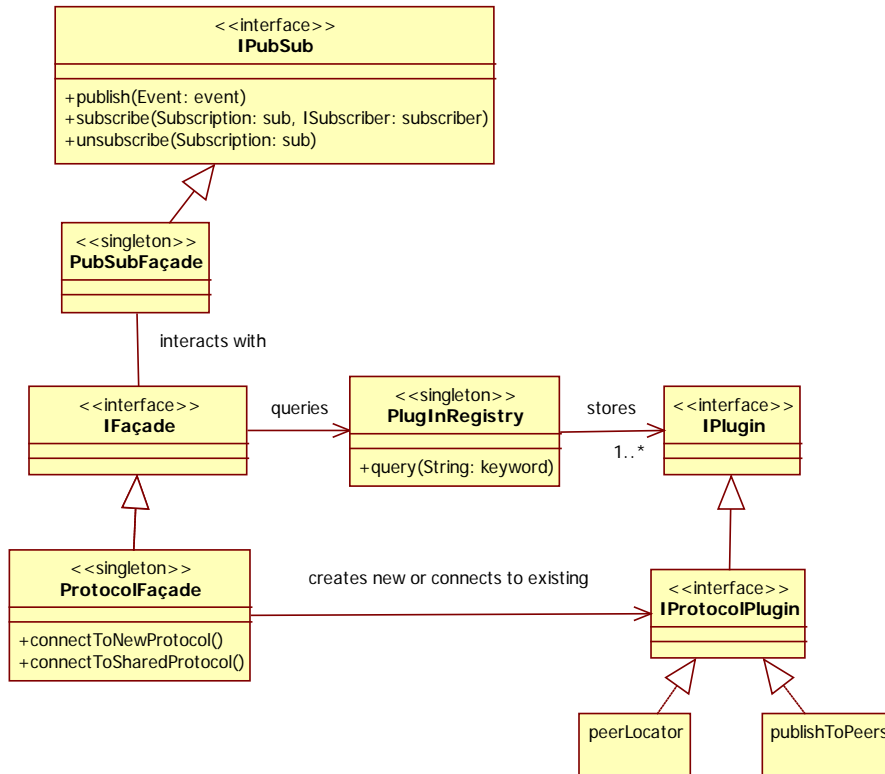 <<interface>>
IPubSub
+publish(Event: event)
+subscribe(Subscription: sub, ISubscriber: subscriber)
+unsubscribe(Subscription: sub)
<<singleton>>
PubSubFaçade
interacts with
<<interface>>
IFaçade
queries
<<singleton>>
PlugInRegistry
+query(String: keyword)
stores
1..*
<<interface>>
IPlugin
<<singleton>>
ProtocolFaçade
+connectToNewProtocol()
+connectToSharedProtocol()
creates new or connects to existing
<<interface>>
IProtocolPlugin
peerLocator
publishToPeers